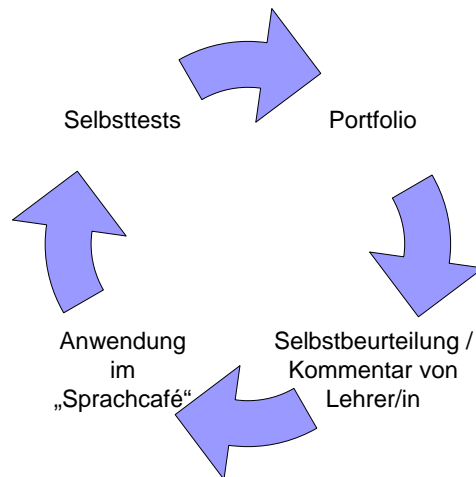 Selbsttests
Portfolio
Selbstbeurteilung /
Kommentar von
Lehrer/in
Anwendung
im
„Sprachcafé“